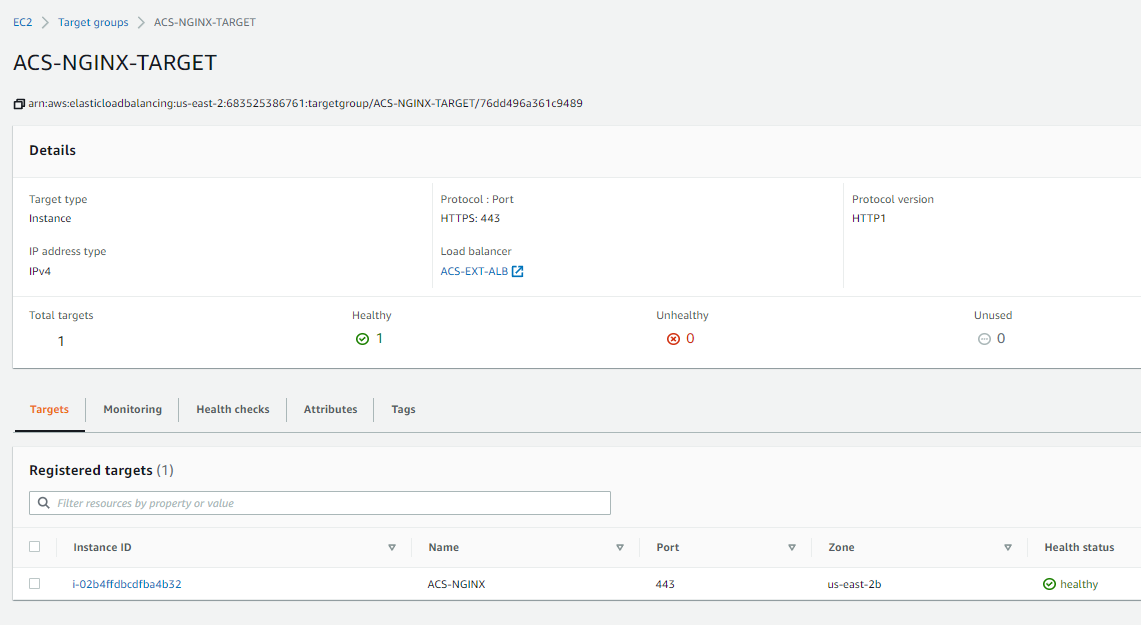 EC2 Target groups ACS-NGINX-TARGET
ACS-NGINX-TARGET
arn:aws:elasticloadbalancing:us-east-2:683525386761:targetgroup/ACS-NGINX-TARGET/76dd496a361c9489
Details
Target type Protocol : Port Protocol version
Instance HTTPS: 443 HTTP1
IP address type Load balancer
IPv4 ACS-EXT-ALB
Total targets Healthy Unhealthy Unused
1 1 0 0
Targets Monitoring Health checks Attributes Tags
Registered targets (1)
Filter resources by property or value
Instance ID Name Port Zone Health status
i-02b4ffdbcdfba4b32 ACS-NGINX 443 us-east-2b healthy